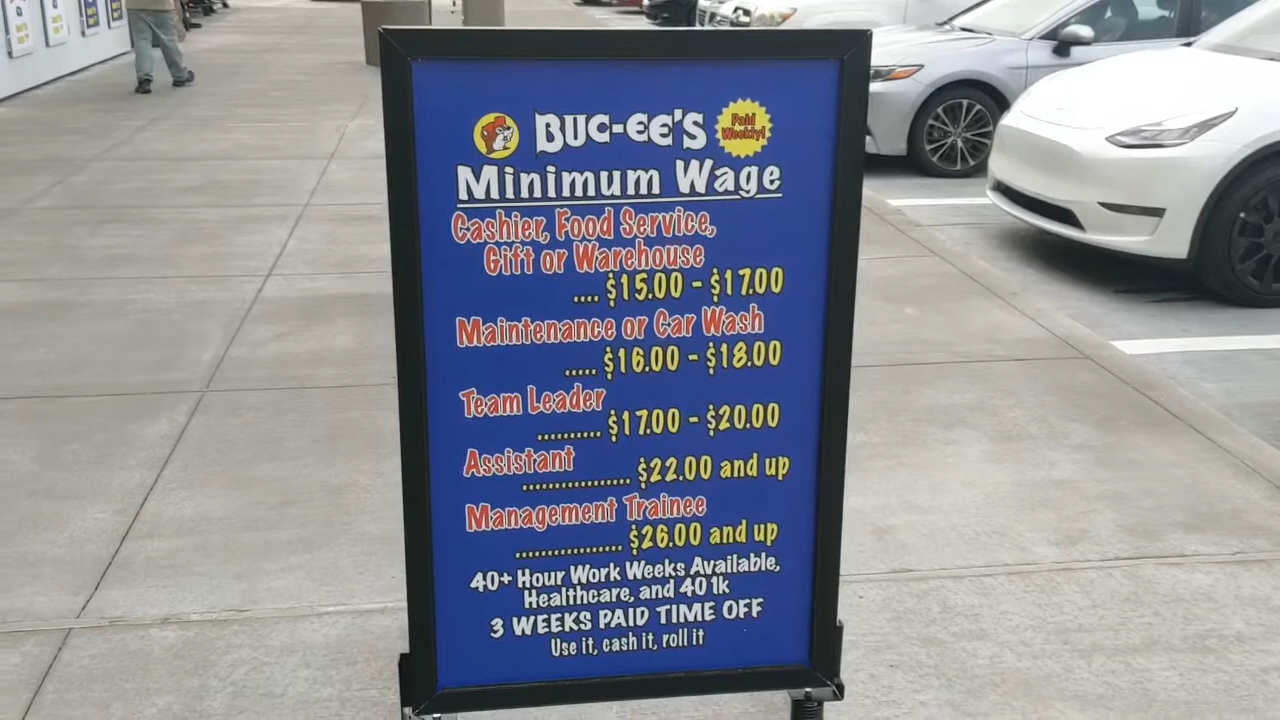 BUC-EE'S
Paid
Weekly!
Minimum Wage
Cashier, Food Service,
Gift or Warehouse
.... $15.00 - $17.00
Maintenance or Car Wash
..... $16.00 - $18.00
Team Leader
.......... $17.00 - $20.00
Assistant
................. $22.00 and up
Management Trainee
................. $26.00 and up
40+ Hour Work Weeks Available,
Healthcare, and 401k
3 WEEKS PAID TIME OFF
Use it, cash it, roll it